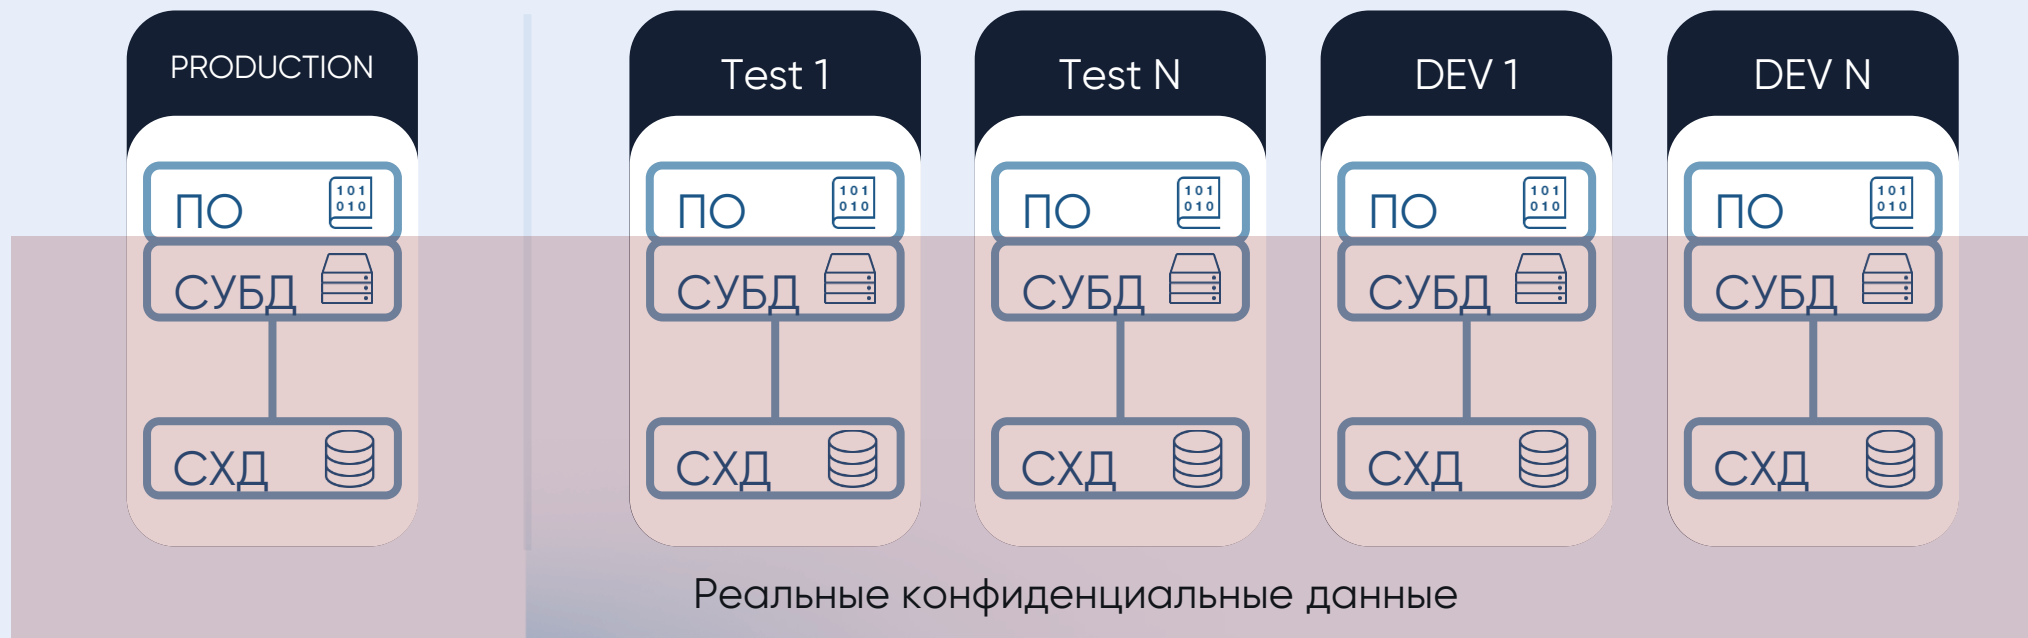 PRODUCTION
Test 1
Test N
DEV 1
DEV N
ПО
101
010
ПО
101
010
ПО
101
010
ПО
101
010
ПО
101
010
СУБД
СУБД
СУБД
СУБД
СУБД
СХД
СХД
СХД
СХД
СХД
Реальные конфиденциальные данные